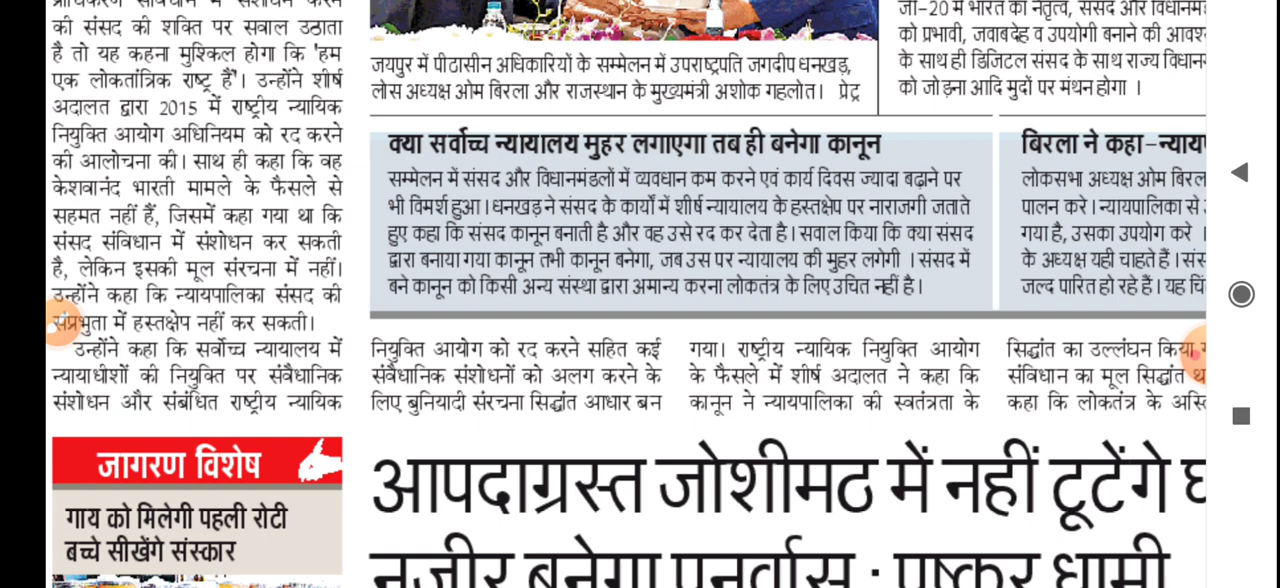 की संसद की शक्ति पर सवाल उठाता
है तो यह कहना मुश्किल होगा कि 'हम
एक लोकतांत्रिक राष्ट्र हैं'। उन्होंने शीर्ष
अदालत द्वारा 2015 में राष्ट्रीय न्यायिक
नियुक्ति आयोग अधिनियम को रद करने
की आलोचना की। साथ ही कहा कि वह
केशवानंद भारती मामले के फैसले से
सहमत नहीं हैं, जिसमें कहा गया था कि
संसद संविधान में संशोधन कर सकती
है, लेकिन इसकी मूल संरचना में नहीं।
उन्होंने कहा कि न्यायपालिका संसद की
संप्रभुता में हस्तक्षेप नहीं कर सकती।
उन्होंने कहा कि सर्वोच्च न्यायालय में
न्यायाधीशों की नियुक्ति पर संवैधानिक
संशोधन और संबंधित राष्ट्रीय न्यायिक
जयपुर में पीठासीन अधिकारियों के सम्मेलन में उपराष्ट्रपति जगदीप धनखड़,
लोस अध्यक्ष ओम बिरला और राजस्थान के मुख्यमंत्री अशोक गहलोत। प्रेट्र
जी-20 में भारत का नेतृत्व, संसद और
को प्रभावी, जवाबदेह व उपयोगी बनाने की
के साथ ही डिजिटल संसद के साथ राज्य
को जोड़ना आदि मुदों पर मंथन होगा ।
क्या सर्वोच्च न्यायालय मुहर लगाएगा तब ही बनेगा कानून
सम्मेलन में संसद और विधानमंडलों में व्यवधान कम करने एवं कार्य दिवस ज्यादा बढ़ाने पर
भी विमर्श हुआ। धनखड़ ने संसद के कार्यों में शीर्ष न्यायालय के हस्तक्षेप पर नाराजगी जताते
हुए कहा कि संसद कानून बनाती है और वह उसे रद कर देता है। सवाल किया कि क्या संसद
द्वारा बनाया गया कानून तभी कानून बनेगा, जब उस पर न्यायालय की मुहर लगेगी । संसद में
बने कानून को किसी अन्य संस्था द्वारा अमान्य करना लोकतंत्र के लिए उचित नहीं है।
बिरला ने कहा-
लोकसभा अध्यक्ष ओम
पालन करे। न्यायपालिका से
गया है, उसका उपयोग करे ।
के अध्यक्ष यही चाहते हैं।
जल्द पारित हो रहे हैं। यह
नियुक्ति आयोग को रद करने सहित कई
संवैधानिक संशोधनों को अलग करने के
लिए बुनियादी संरचना सिद्धांत आधार बन
गया। राष्ट्रीय न्यायिक नियुक्ति आयोग
के फैसले में शीर्ष अदालत ने कहा कि
कानून ने न्यायपालिका की स्वतंत्रता के
सिद्धांत का उल्लंघन किया
संविधान का मूल सिद्धांत
कहा कि लोकतंत्र के
जागरण विशेष
गाय को मिलेगी पहली रोटी
बच्चे सीखेंगे संस्कार
आपदाग्रस्त जोशीमठ में नहीं टूटेंगे
नजीर बनेगा पुनर्वास : पुष्कर धामी